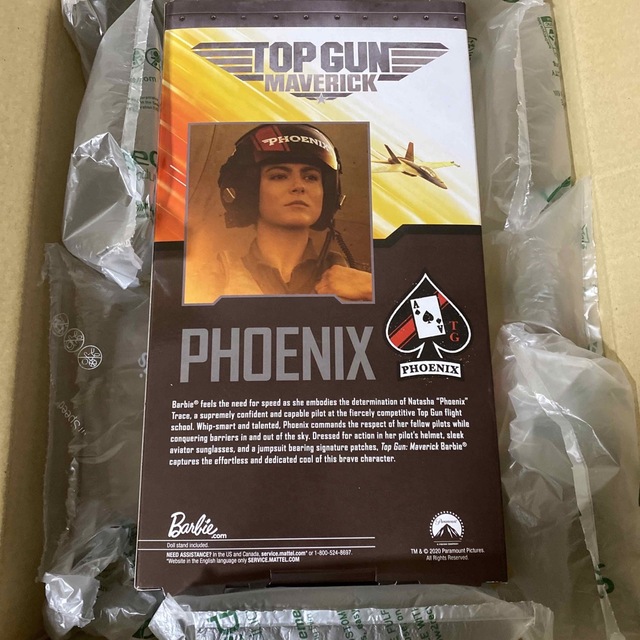 TOP GUN
MAVERICK
PHOENIX
PHOENIX
A
TG
A
PHOENIX
Barbie® feels the need for speed as she embodies the determination of Natasha "Phoenix"
Trace, a supremely confident and capable pilot at the fiercely competitive Top Gun flight
school. Whip-smart and talented, Phoenix commands the respect of her fellow pilots while
conquering barriers in and out of the sky. Dressed for action in her pilot's helmet, sleek
aviator sunglasses, and a jumpsuit bearing signature patches, Top Gun: Maverick Barbie®
captures the effortless and dedicated cool of this brave character.
Barbie.com
Doll stand included.
NEED ASSISTANCE? In the US and Canada, service.mattel.com* or 1-800-524-8697.
*Website in the English language only SERVICE.MATTEL.COM
Paramount
TM & © 2020 Paramount Pictures.
All Rights Reserved.